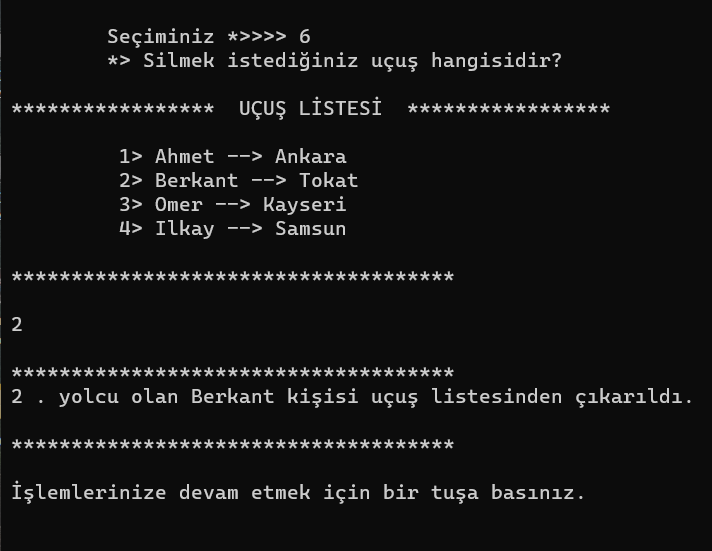 Seçiminiz *>>>> 6
*> Silmek istediğiniz uçuş hangisidir?
***************** UÇUŞ LİSTESİ *****************
1> Ahmet --> Ankara
2> Berkant --> Tokat
3> Omer --> Kayseri
4> Ilkay --> Samsun
*************************************
2
*************************************
2 . yolcu olan Berkant kişisi uçuş listesinden çıkarıldı.
*************************************
İşlemlerinize devam etmek için bir tuşa basınız.